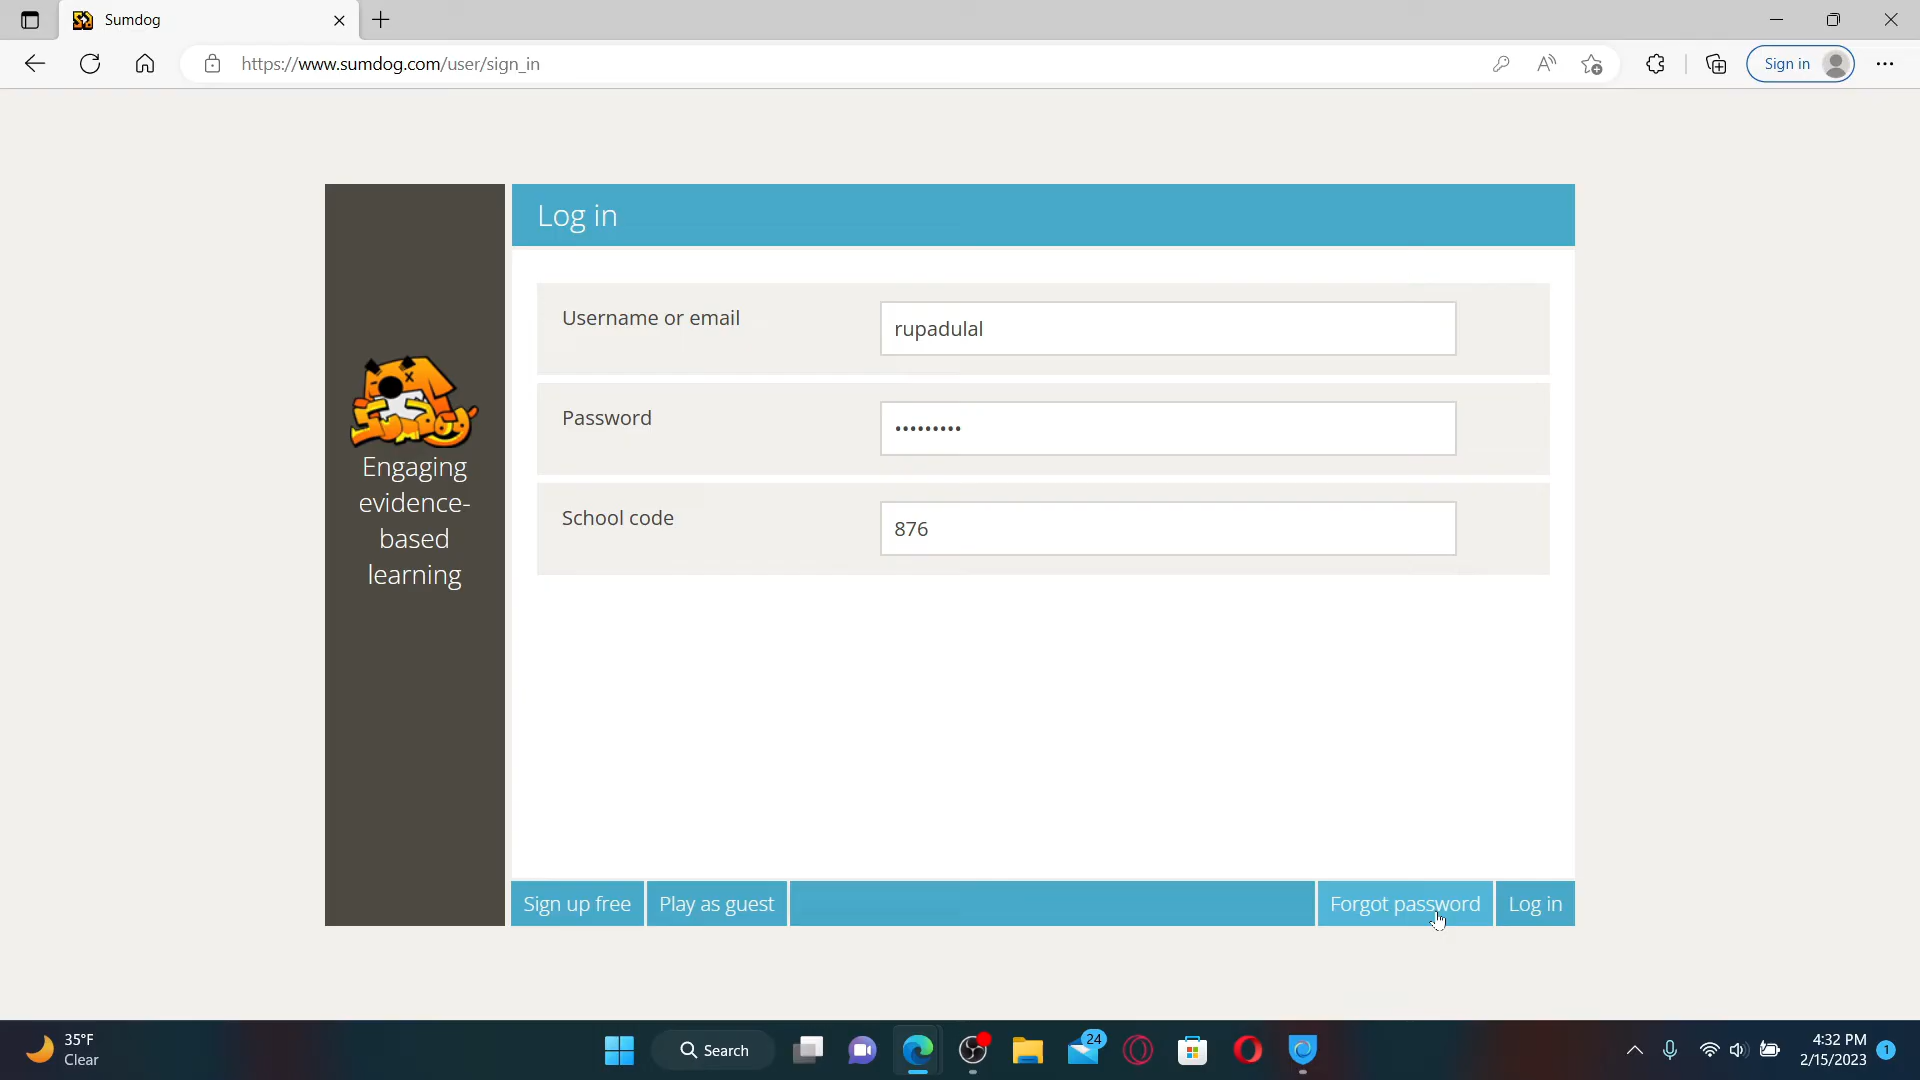 Sumdog
https://www.sumdog.com/user/sign_in
Sign in
Log in
Username or email
rupadulal
Password
•••••••••
School code
876
Sumdog
Engaging
evidence-
based
learning
Sign up free
Play as guest
Forgot password
Log in
35°F
Clear
Search
24
4:32 PM
2/15/2023
1